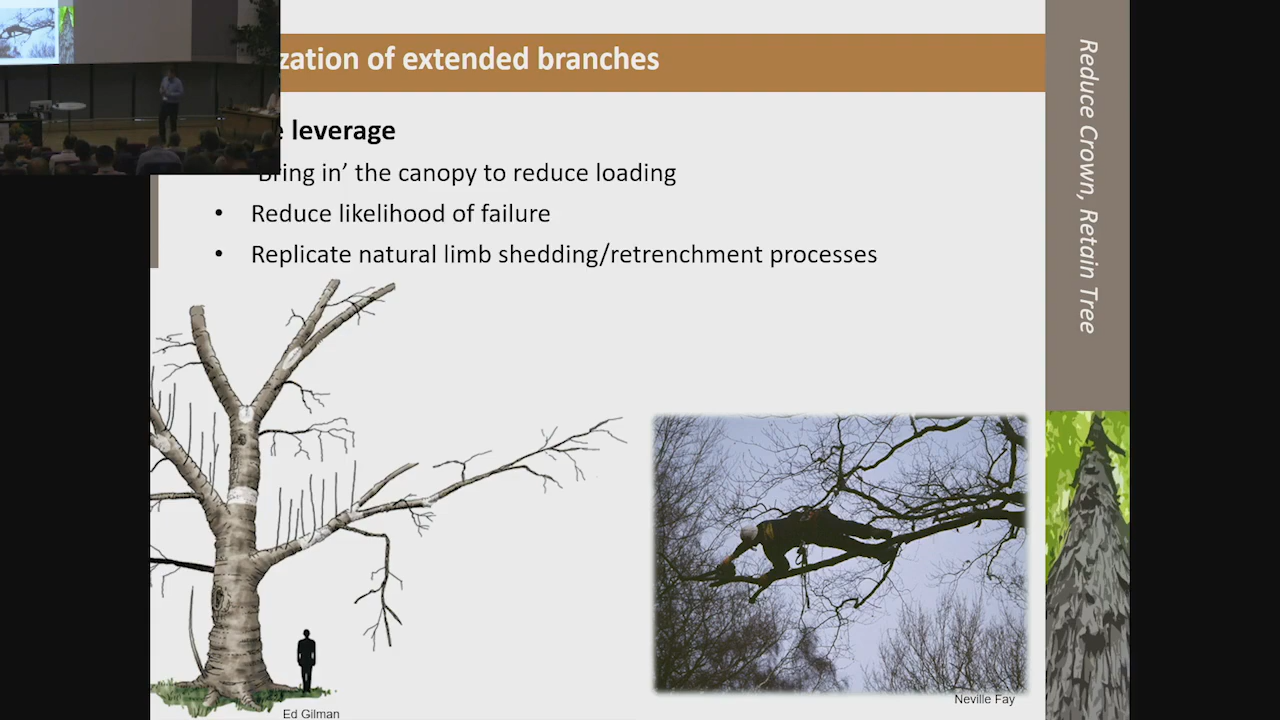 zation of extended branches
leverage
Bring in’ the canopy to reduce loading
• Reduce likelihood of failure
• Replicate natural limb shedding/retrenchment processes
Reduce Crown, Retain Tree
Ed Gilman
Neville Fay